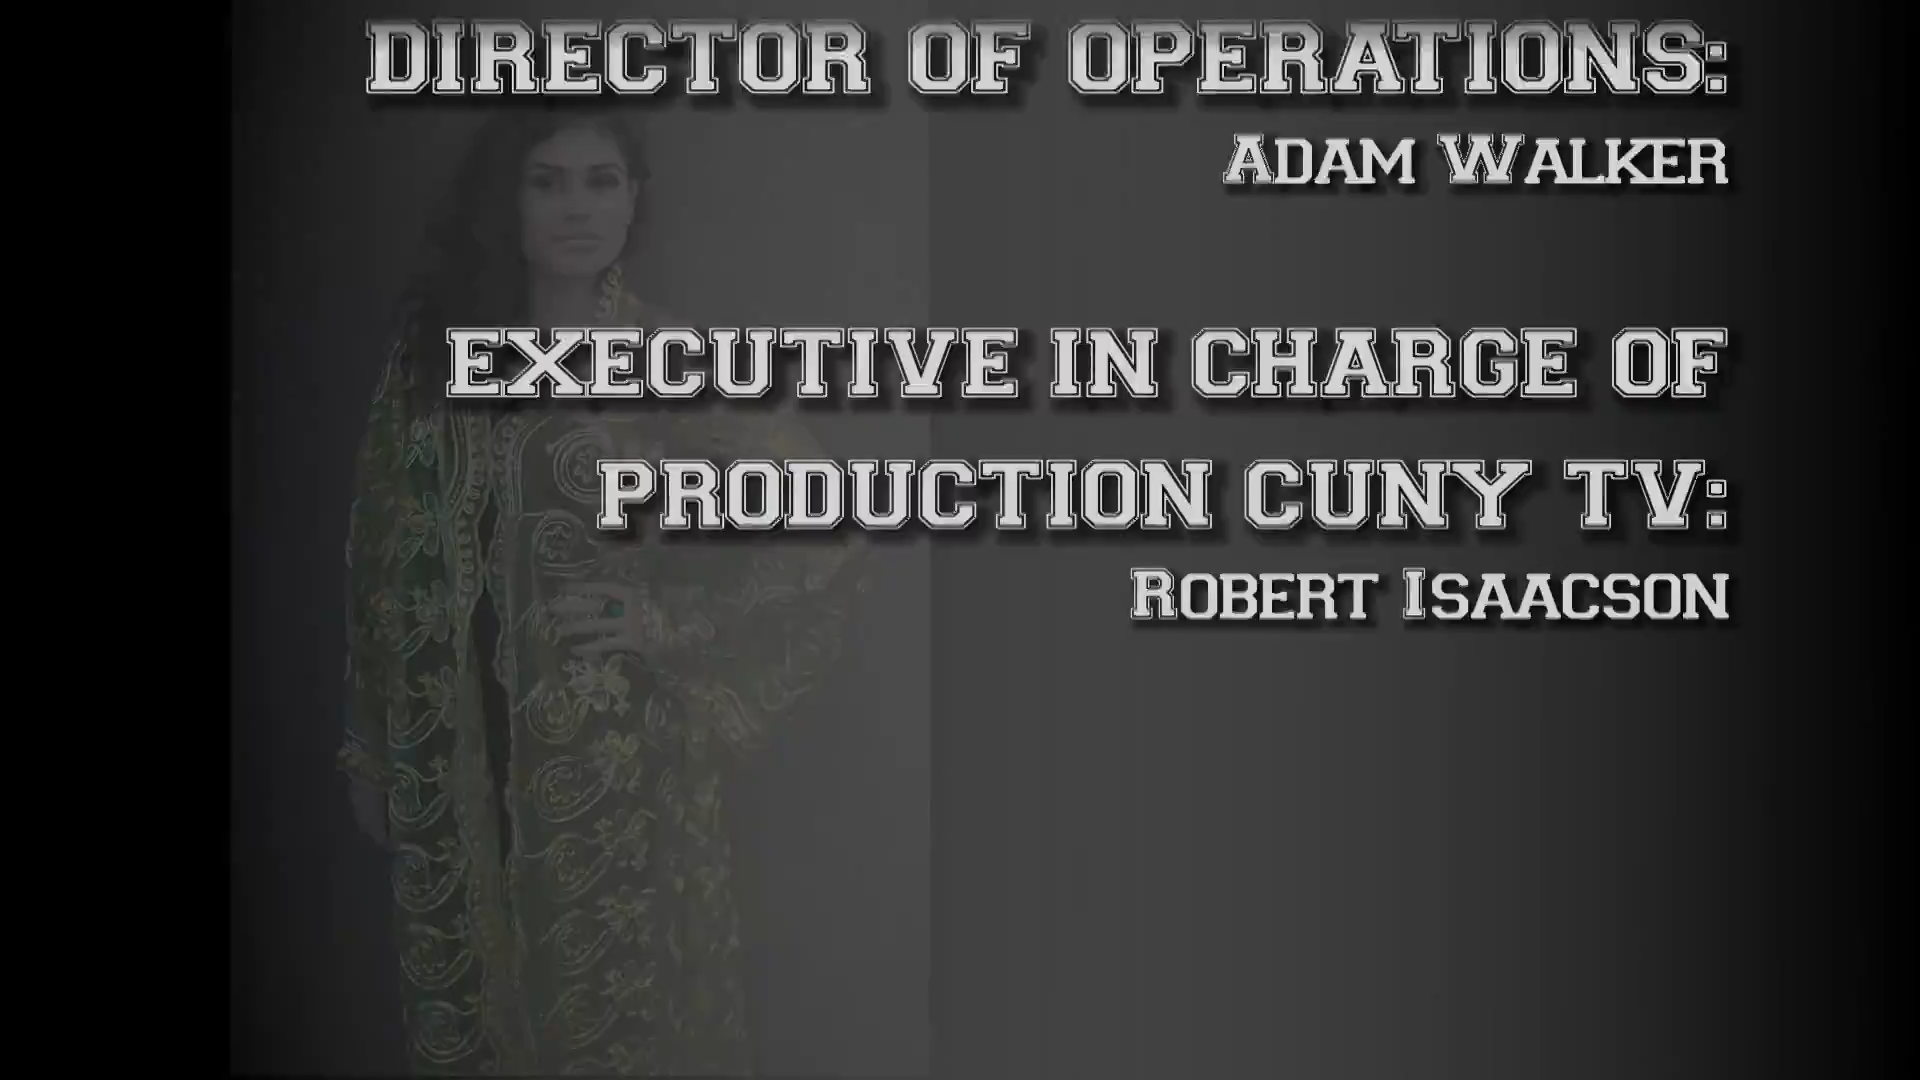 DIRECTOR OF OPERATIONS:
ADAM WALKER
EXECUTIVE IN CHARGE OF
PRODUCTION CUNY TV:
ROBERT ISAACSON